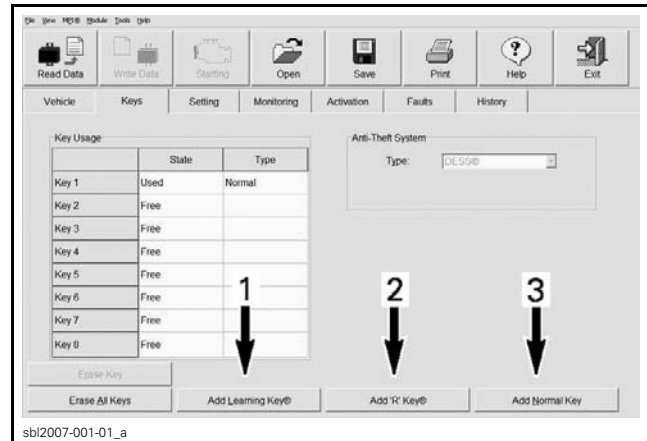 File View MPI® Module Tools Help
Read Data Write Data Starting Open Save Print Help Exit
Vehicle Keys Setting Monitoring Activation Faults History
Key Usage
State Type
Key 1 Used Normal
Key 2 Free
Key 3 Free
Key 4 Free
Key 5 Free
Key 6 Free
Key 7 Free
Key 8 Free
Anti-Theft System
Type: DESS®
1 2 3
Erase Key
Erase All Keys Add Learning Key® Add 'R' Key® Add Normal Key
sbl2007-001-01_a